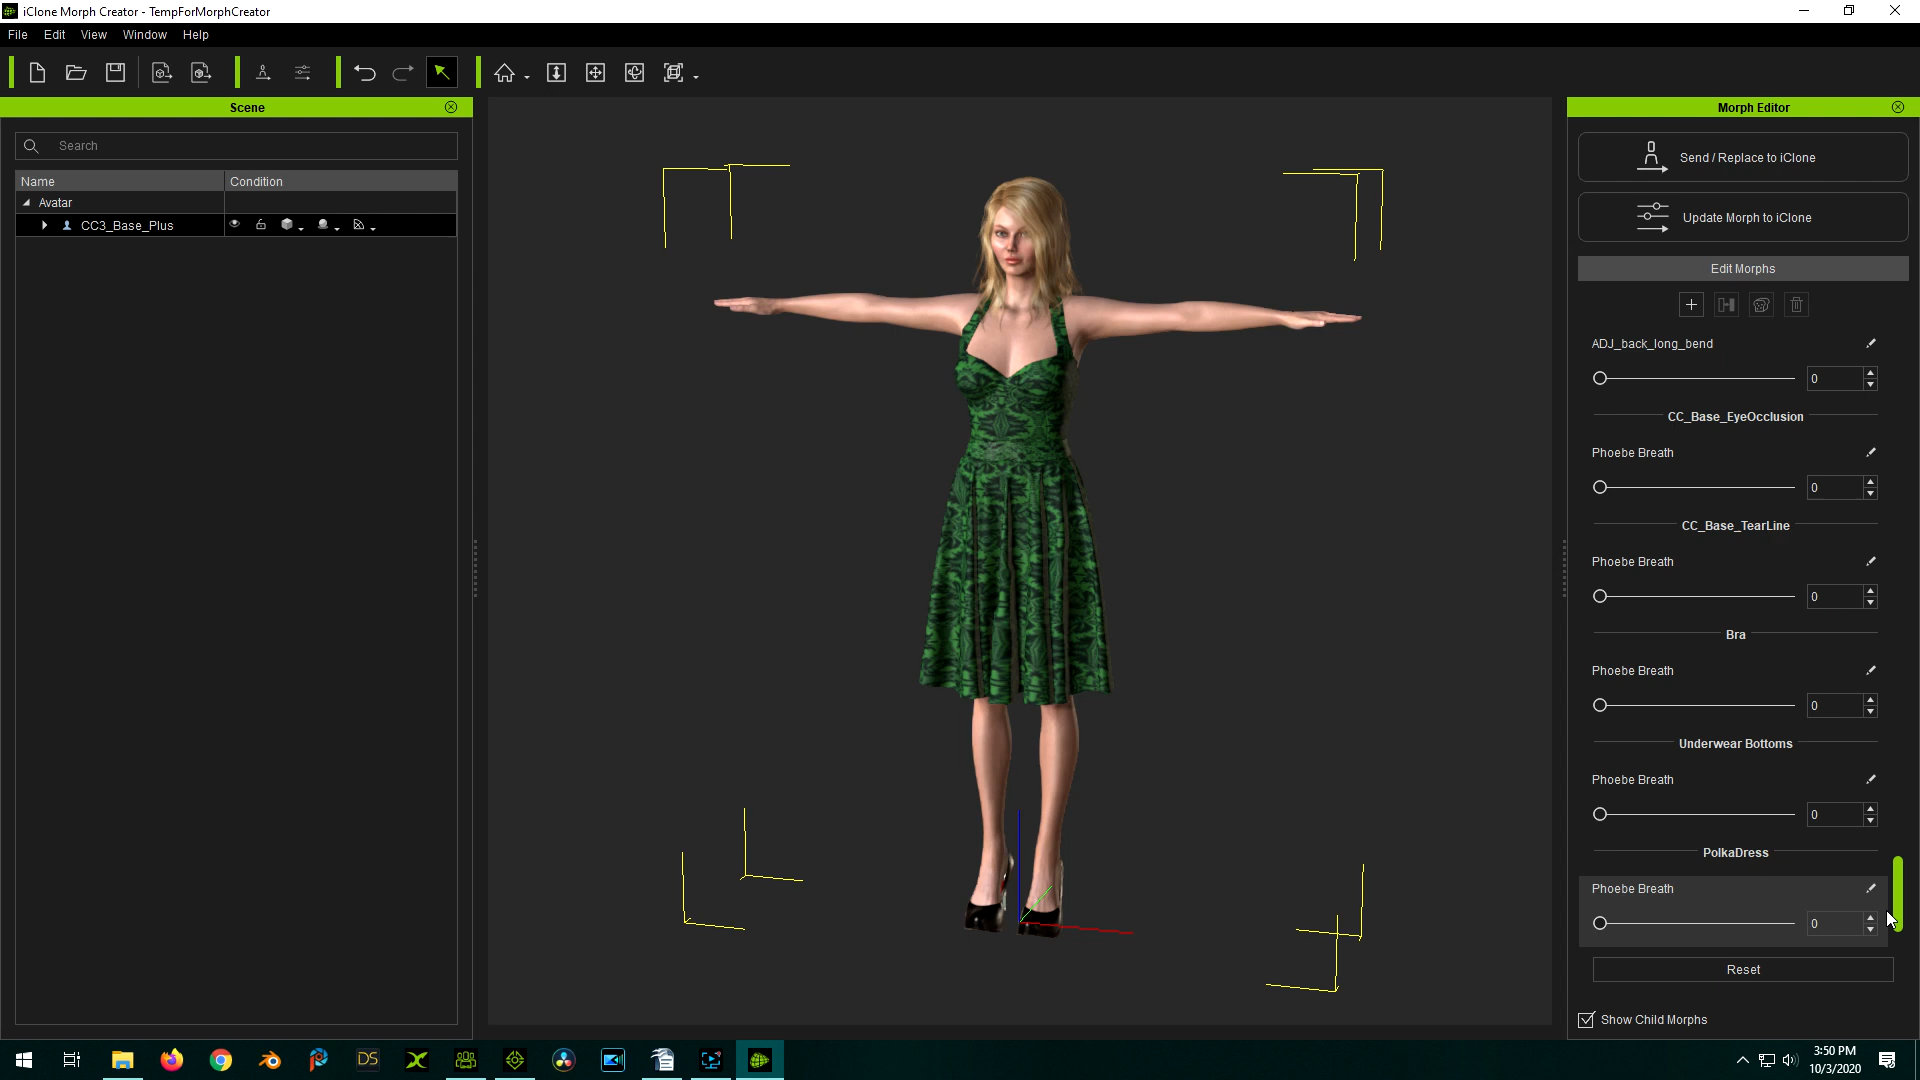 iClone Morph Creator - TempForMorphCreator
File Edit View Window Help
Scene
Search
Name Condition
Avatar
CC3_Base_Plus
Morph Editor
Send / Replace to iClone
Update Morph to iClone
Edit Morphs
ADJ_back_long_bend
0
CC_Base_EyeOcclusion
Phoebe Breath
0
CC_Base_TearLine
Phoebe Breath
0
Bra
Phoebe Breath
0
Underwear Bottoms
Phoebe Breath
0
PolkaDress
Phoebe Breath
0
Reset
Show Child Morphs
DS
3:50 PM
10/3/2020